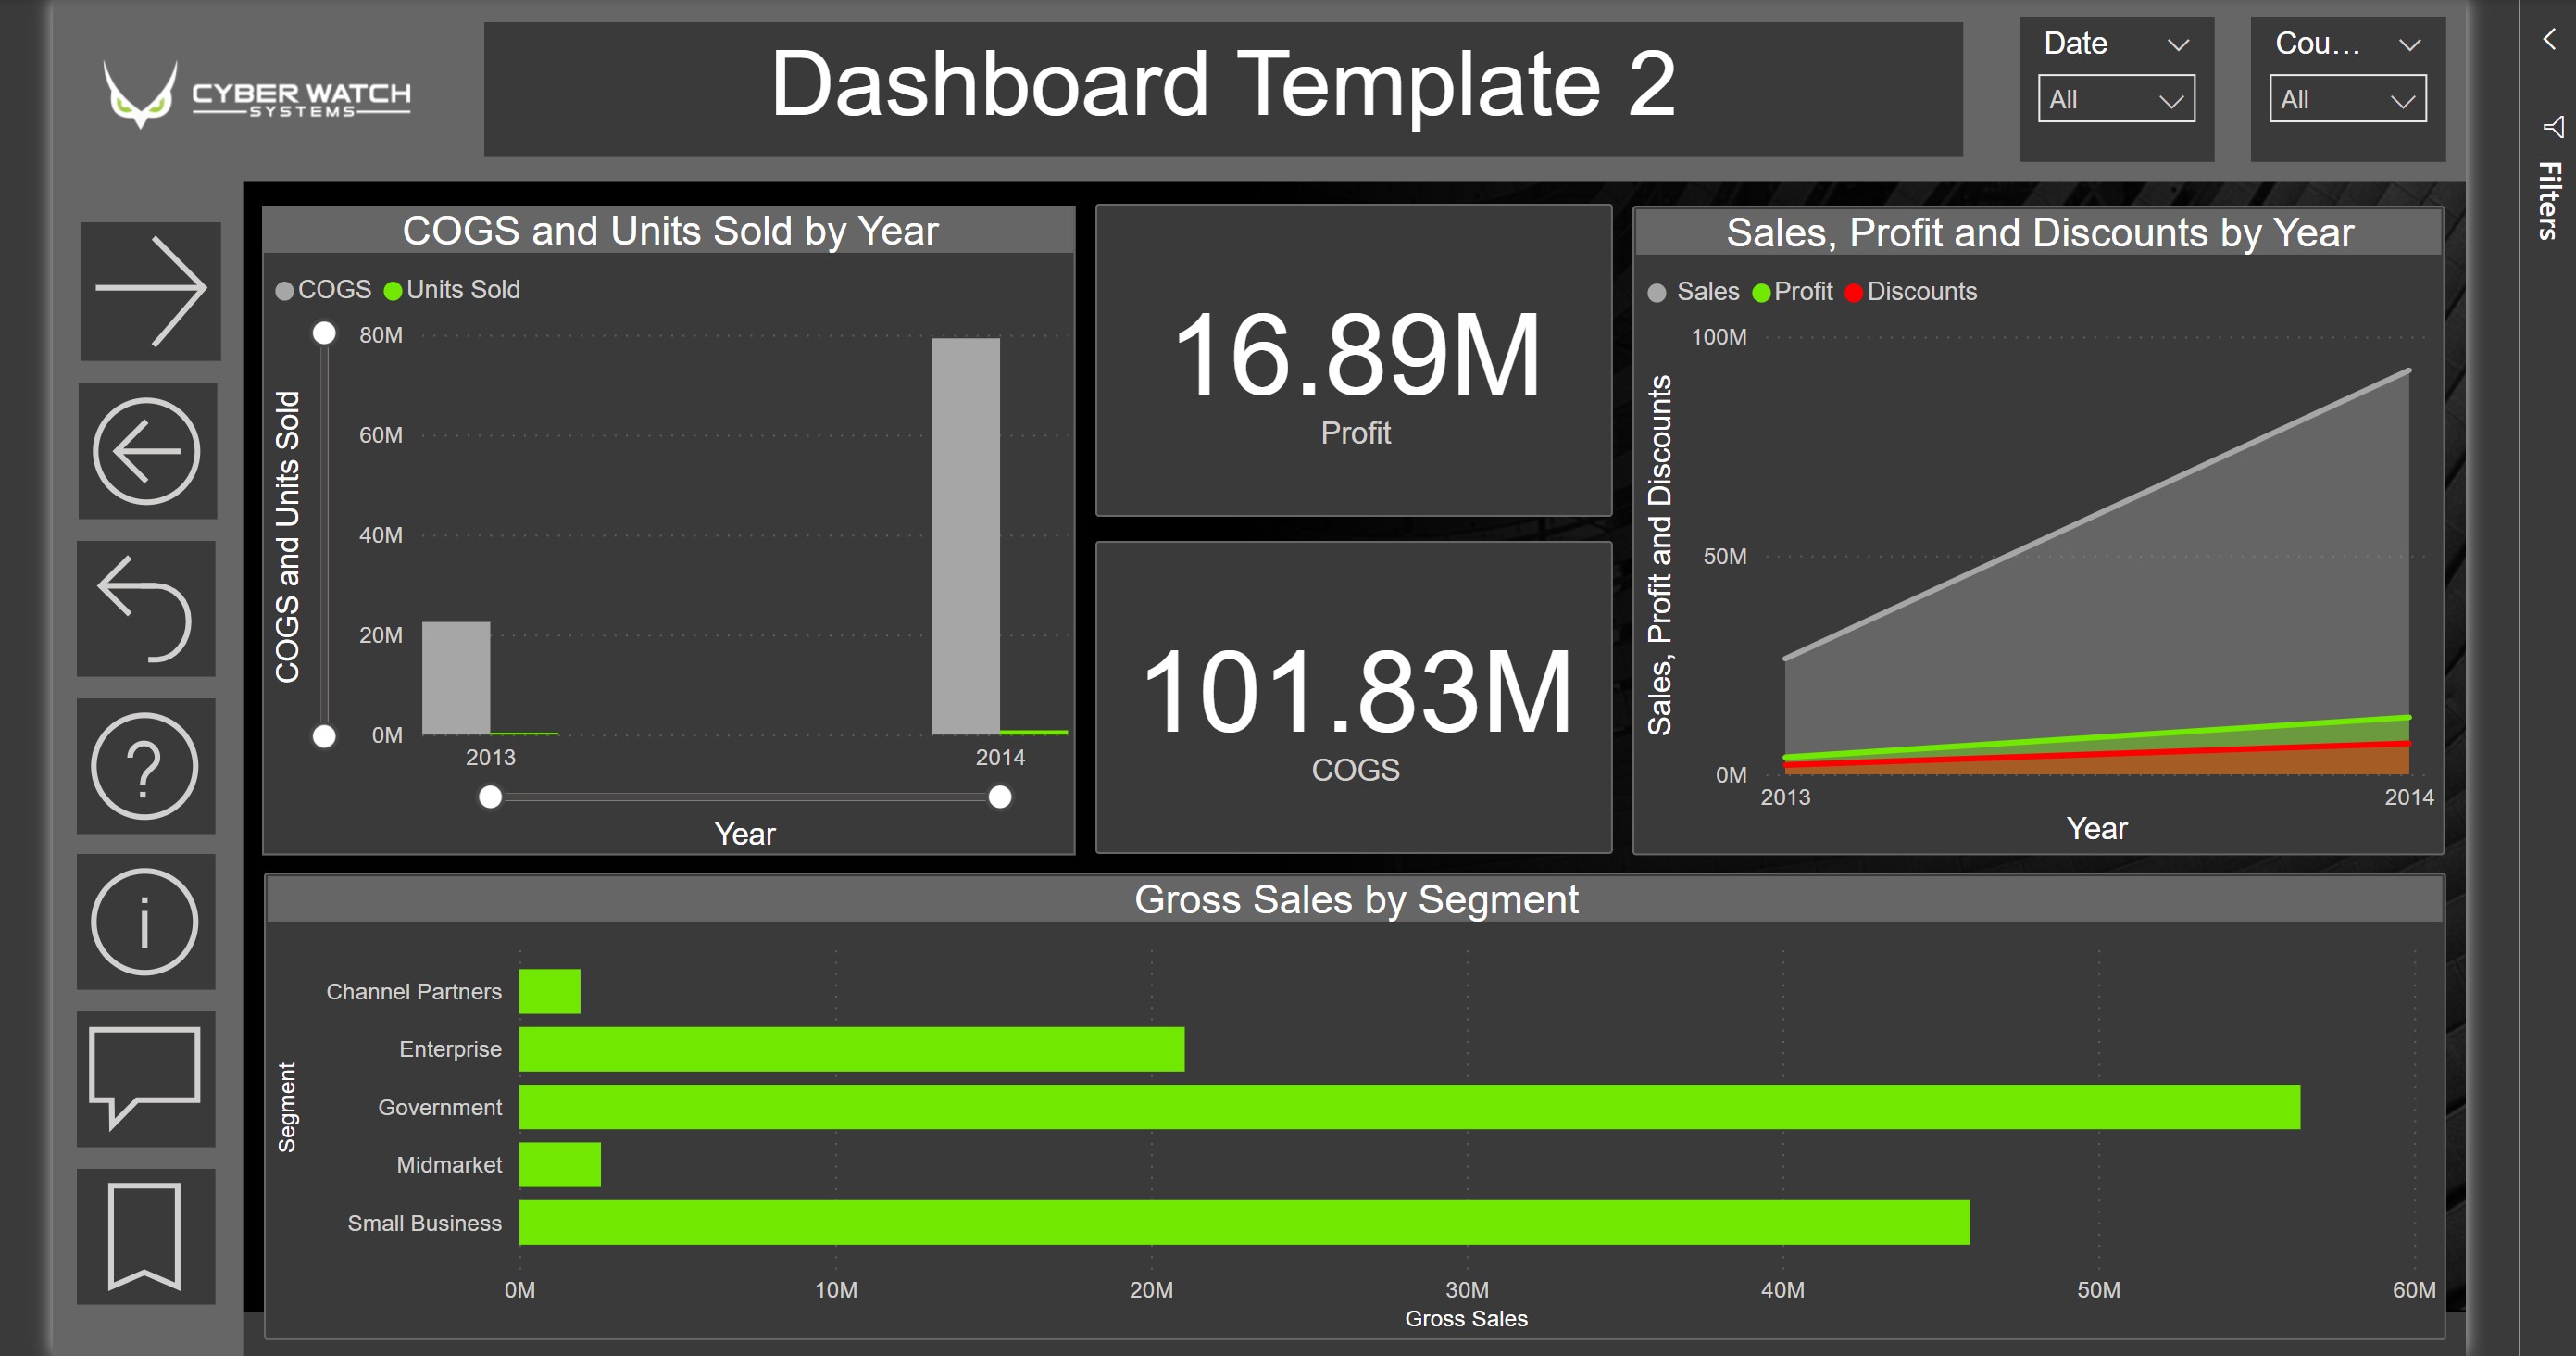 CYBER WATCH
SYSTEMS
Dashboard Template 2
Date
All
Cou...
All
Filters
COGS and Units Sold by Year
COGS Units Sold
COGS and Units Sold
80M
60M
40M
20M
0M
2013 2014
Year
16.89M
Profit
101.83M
COGS
Sales, Profit and Discounts by Year
Sales Profit Discounts
Sales, Profit and Discounts
100M
50M
0M
2013 2014
Year
?
i
Gross Sales by Segment
Segment
Channel Partners
Enterprise
Government
Midmarket
Small Business
0M 10M 20M 30M 40M 50M 60M
Gross Sales